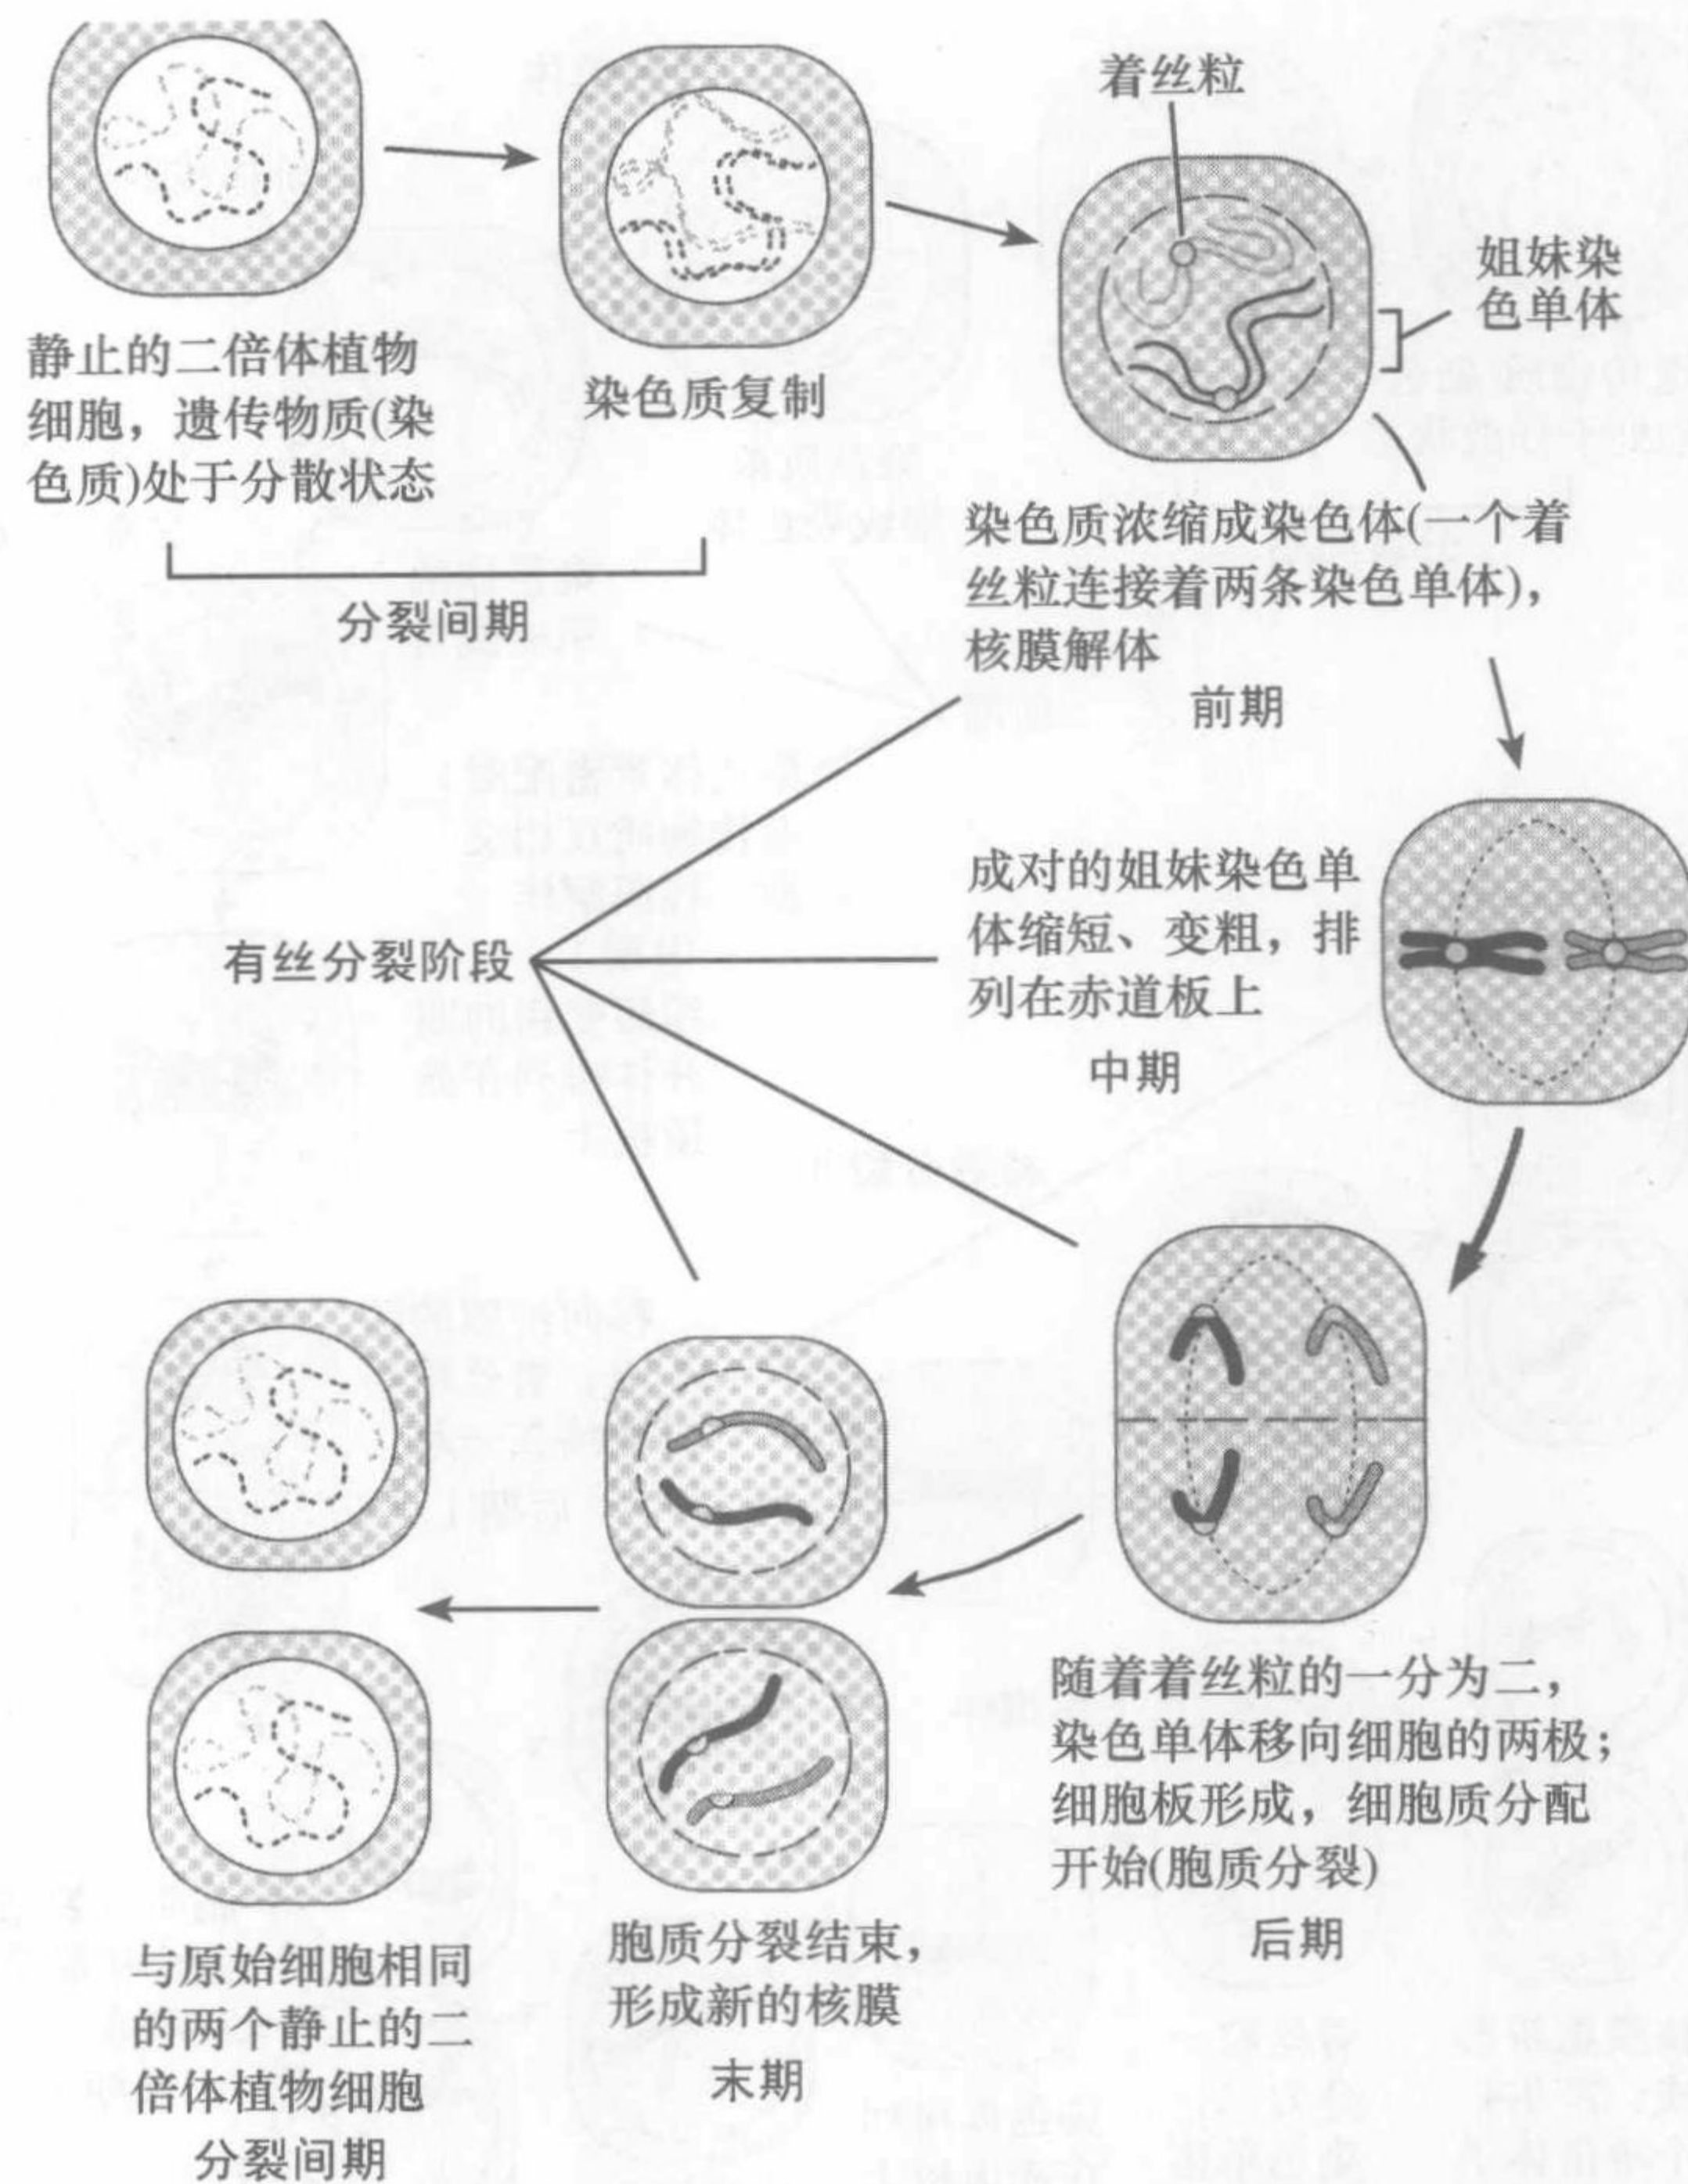 着丝粒
姐妹染
色单体
静止的二倍体植物
细胞，遗传物质(染
色质)处于分散状态
染色质复制
分裂间期
染色质浓缩成染色体(一个着
丝粒连接着两条染色单体)，
核膜解体
前期
有丝分裂阶段
成对的姐妹染色单
体缩短、变粗，排
列在赤道板上
中期
随着着丝粒的一分为二，
染色单体移向细胞的两极；
细胞板形成，细胞质分配
开始(胞质分裂)
后期
胞质分裂结束，
形成新的核膜
末期
与原始细胞相同
的两个静止的二
倍体植物细胞
分裂间期